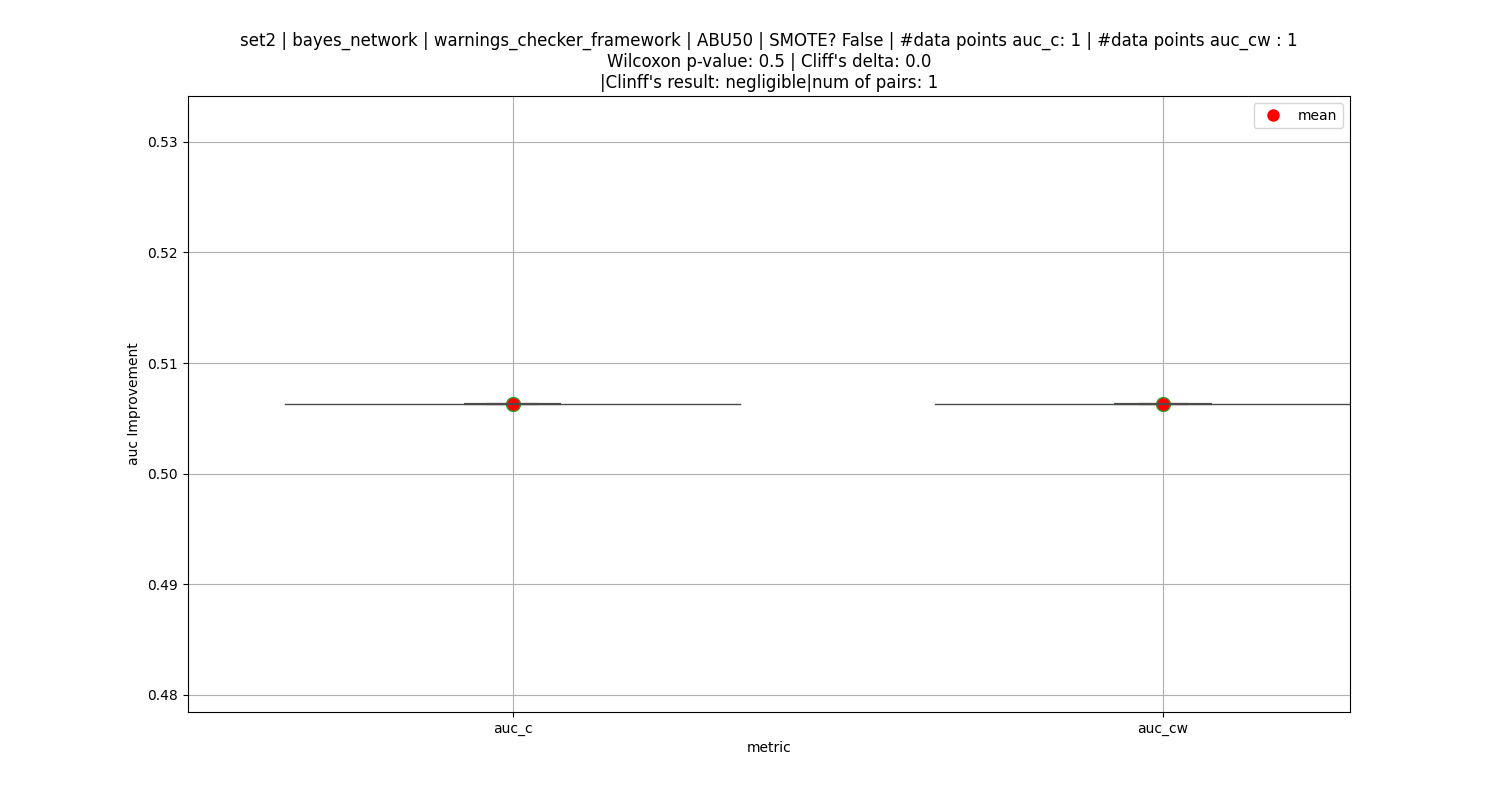 set2 | bayes_network | warnings_checker_framework | ABU50 | SMOTE? False | #data points auc_c: 1 | #data points auc_cw : 1
Wilcoxon p-value: 0.5 | Cliff's delta: 0.0
|Clinff's result: negligible|num of pairs: 1
mean
0.53
0.52
0.51
0.50
0.49
0.48
auc Improvement
auc_c
auc_cw
metric